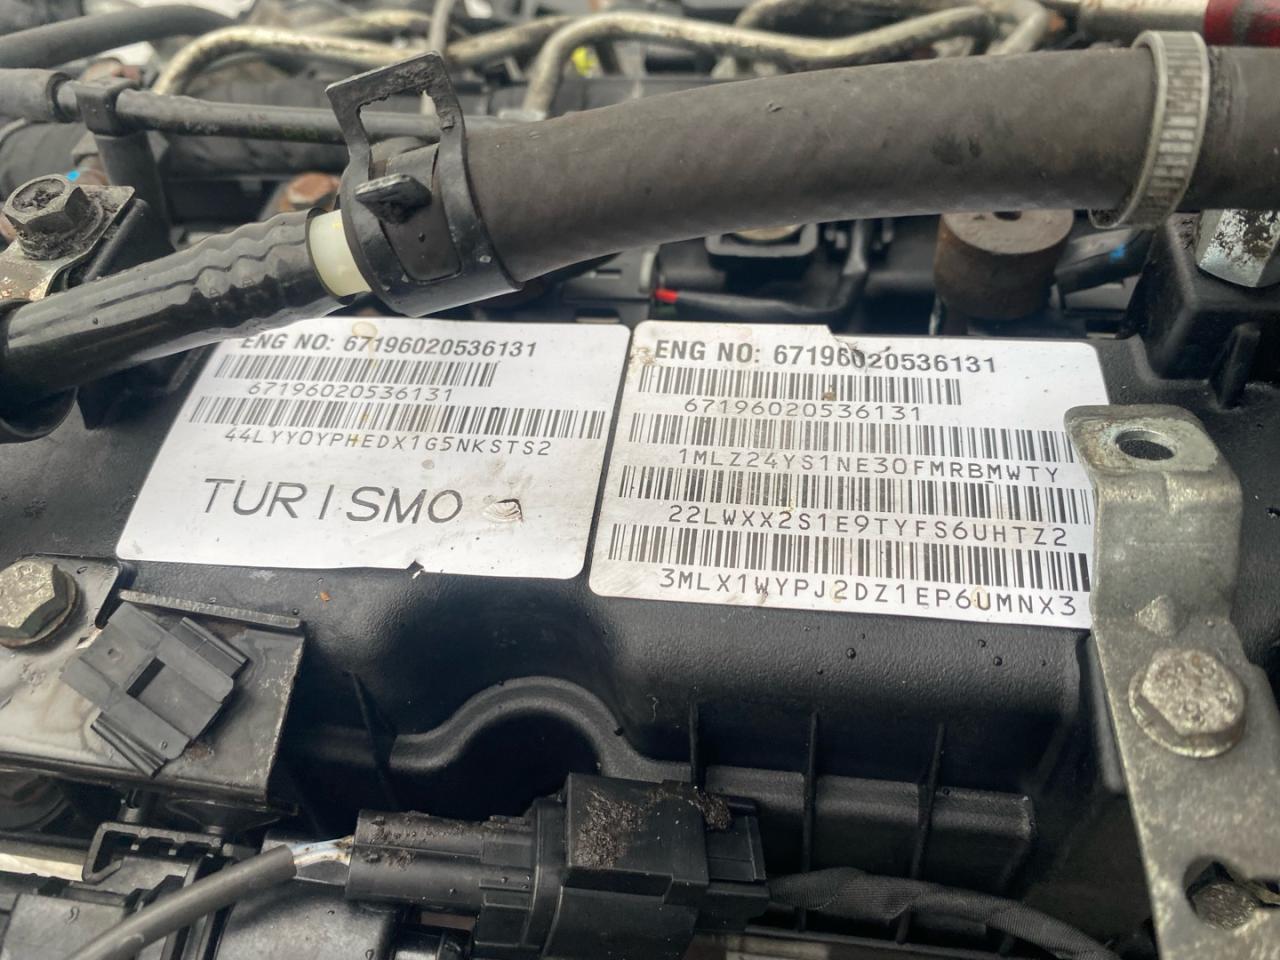 ENG NO: 67196020536131
67196020536131
44LYYOYPHEDX1G5NKSTS2
TURISMO
ENG NO: 67196020536131
67196020536131
1MLZ24YS1NE30FMRBMWTY
22LWXX2S1E9TYFS6UHTZ2
3MLX1WYPJ2DZ1EP6UMNX3